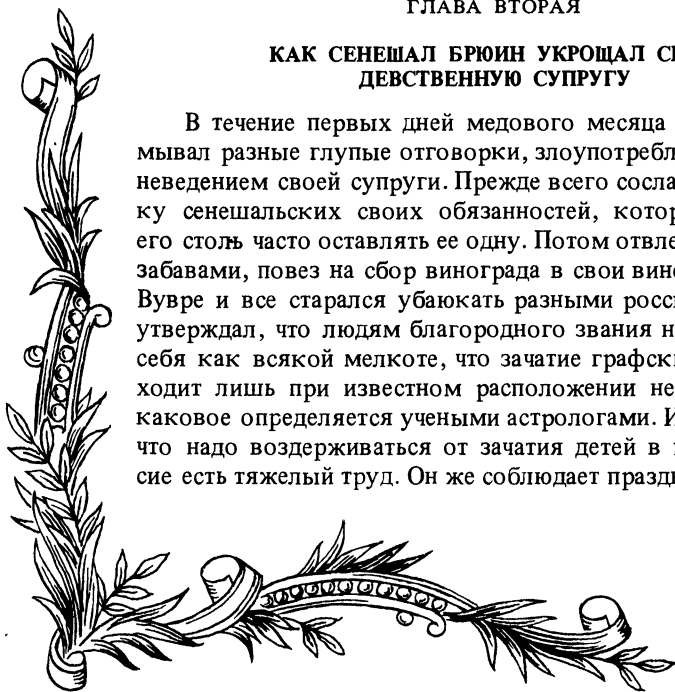 ГЛАВА ВТОРАЯ
КАК СЕНЕШАЛ БРЮИН УКРОЩАЛ
ДЕВСТВЕННУЮ СУПРУГУ
В течение первых дней медового месяца
мывал разные глупые отговорки, злоупотребл
неведением своей супруги. Прежде всего сосла
ку сенешальских своих обязанностей, кото
его столь часто оставлять ее одну. Потом отвле
забавами, повез на сбор винограда в свои вин
Вувре и все старался убаюкать разными росс
утверждал, что людям благородного звания н
себя как всякой мелкоте, что зачатие графск
ходит лишь при известном расположении не
каковое определяется учеными астрологами. И
что надо воздерживаться от зачатия детей в
сие есть тяжелый труд. Он же соблюдает празд